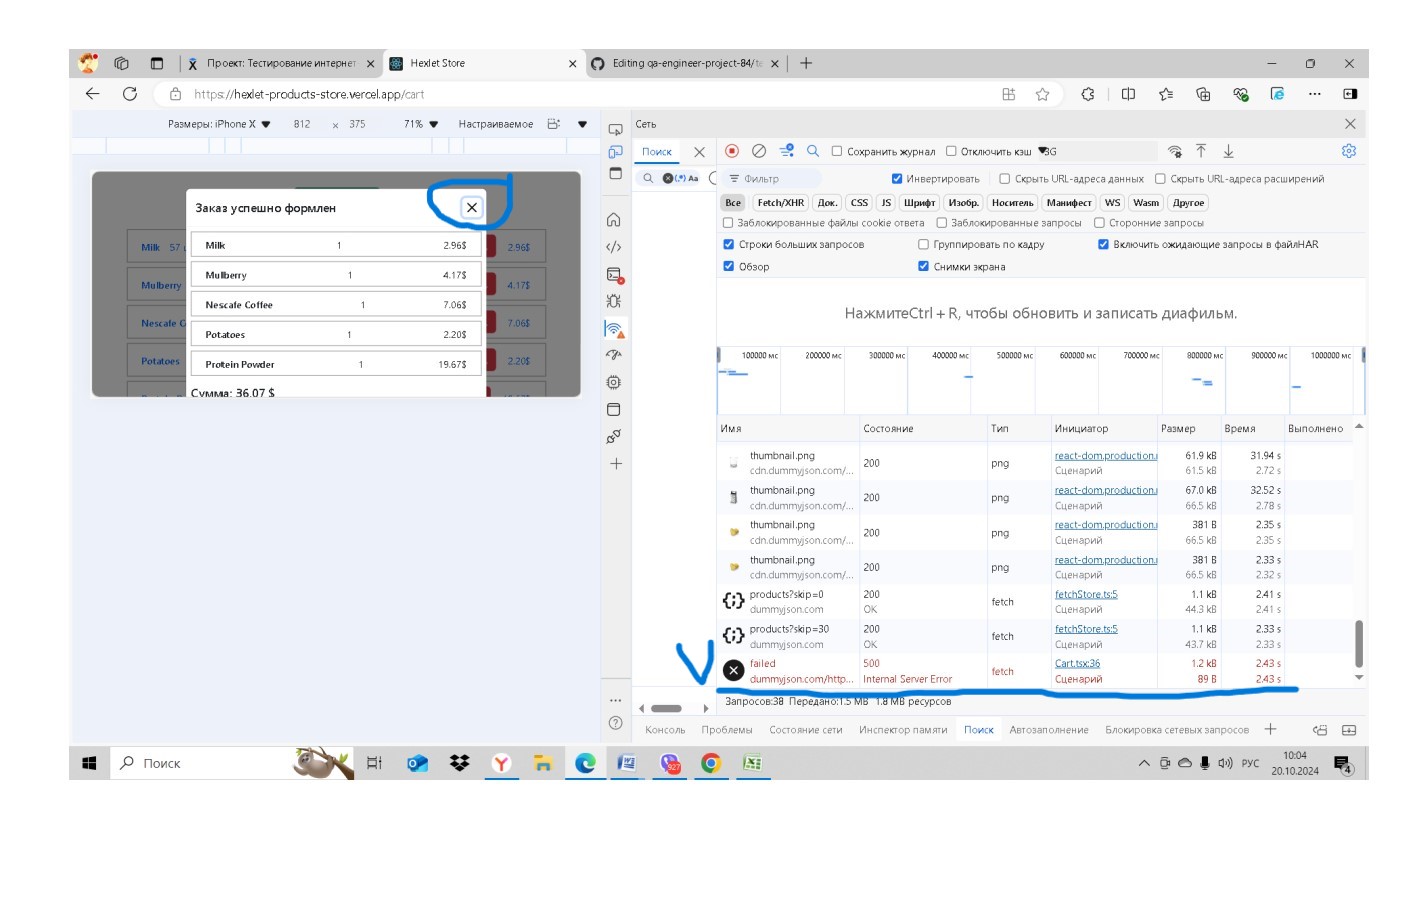 Проект: Тестирование интернет
Hexlet Store
Editing qa-engineer-project-84/te
https://hexlet-products-store.vercel.app/cart
Размеры: iPhone X 812 × 375 71% Настраиваемое
Сеть
Поиск
Сохранить журнал Отключить кэш 3G
(.*) Aa
Фильтр Инвертировать Скрыть URL-адреса данных Скрыть URL-адреса расширений
Все Fetch/XHR Док. CSS JS Шрифт Изобр. Носитель Манифест WS Wasm Другое
Заблокированные файлы cookie ответа Заблокированные запросы Сторонние запросы
Строки больших запросов Группировать по кадру Включить ожидающие запросы в файлHAR
Обзор Снимки экрана
НажмитеCtrl + R, чтобы обновить и записать диафильм.
100000 мс 200000 мс 300000 мс 400000 мс 500000 мс 600000 мс 700000 мс 800000 мс 900000 мс 1000000 мс
Заказ успешно формлен
Milk 1 2.96$
Mulberry 1 4.17$
Nescafe Coffee 1 7.06$
Potatoes 1 2.20$
Protein Powder 1 19.67$
Сумма: 36.07 $
Milk 57 2.96$
Mulberry 4.17$
Nescafe C 7.06$
Potatoes 2.20$
Имя Состояние Тип Инициатор Размер Время Выполнено
thumbnail.png 200 png react-dom.production.r 61.9 kB 31.94 s
cdn.dummyjson.com/... Сценарий 61.5 kB 2.72 s
thumbnail.png 200 png react-dom.production.r 67.0 kB 32.52 s
cdn.dummyjson.com/... Сценарий 66.5 kB 2.78 s
thumbnail.png 200 png react-dom.production.r 381 B 2.35 s
cdn.dummyjson.com/... Сценарий 66.5 kB 2.35 s
thumbnail.png 200 png react-dom.production.r 381 B 2.33 s
cdn.dummyjson.com/... Сценарий 66.5 kB 2.32 s
products?skip=0 200 fetch fetchStore.ts:5 1.1 kB 2.41 s
dummyjson.com OK Сценарий 44.3 kB 2.41 s
products?skip=30 200 fetch fetchStore.ts:5 1.1 kB 2.33 s
dummyjson.com OK Сценарий 43.7 kB 2.33 s
failed 500 fetch Cart.tsx:36 1.2 kB 2.43 s
dummyjson.com/http... Internal Server Error Сценарий 89 B 2.43 s
Запросов:38 Передано:1.5 MB 1.8 MB ресурсов
Консоль Проблемы Состояние сети Инспектор памяти Поиск Автозаполнение Блокировка сетевых запросов
Поиск
927
РУС
10:04
20.10.2024
4